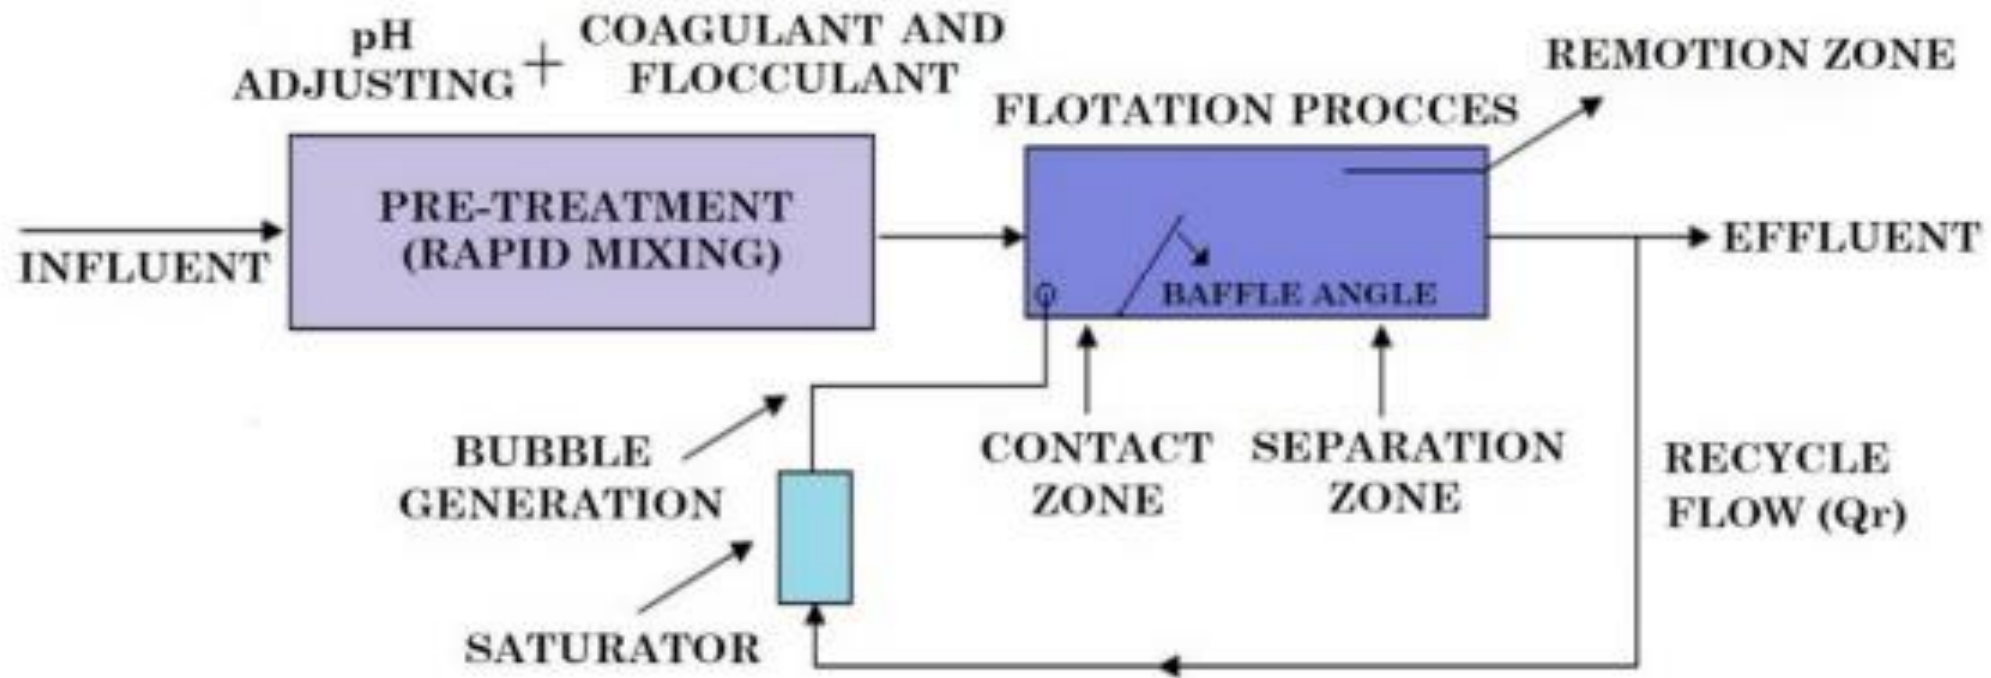 pH
ADJUSTING
+
COAGULANT AND
FLOCCULANT
REMOTION ZONE
FLOTATION PROCCES
PRE-TREATMENT
(RAPID MIXING)
INFLUENT
EFFLUENT
BAFFLE ANGLE
BUBBLE
GENERATION
CONTACT
ZONE
SEPARATION
ZONE
RECYCLE
FLOW (Qr)
SATURATOR